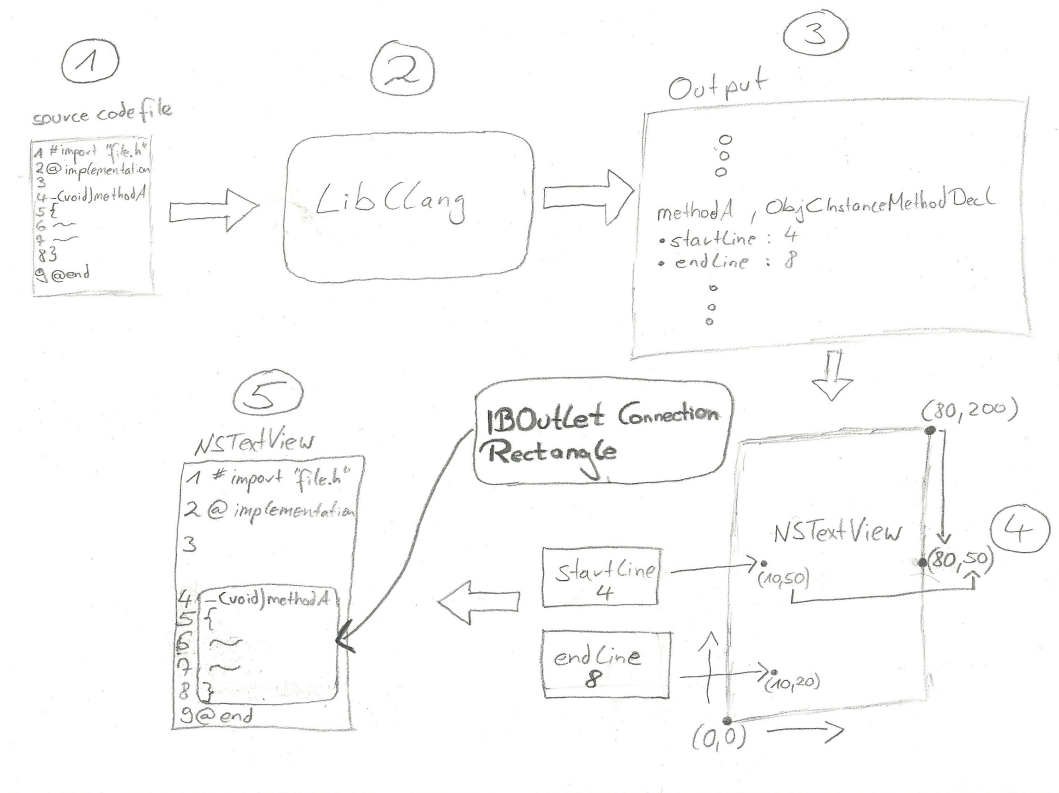 1
source code file
1 #import "file.h"
2 @implementation
3
4 -(void)methodA
5 {
6 ~
7 ~
8 }
9 @end
2
LibClang
3
Output
methodA , ObjCInstanceMethodDecl
• startLine : 4
• endLine : 8
4
(80,200)
NSTextView
(80,50)
(10,50)
(10,20)
(0,0)
startLine
4
endLine
8
IBOutlet Connection
Rectangle
5
NSTextView
1 #import "file.h"
2 @implementation
3
4 -(void)methodA
5 {
6 ~
7 ~
8 }
9 @end